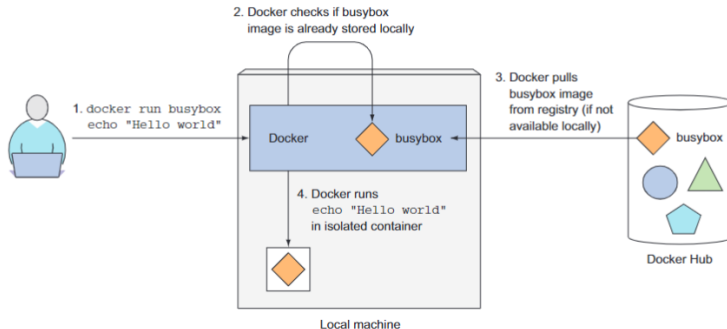 2. Docker checks if busybox
image is already stored locally
1. docker run busybox
echo "Hello world"
3. Docker pulls
busybox image
from registry (if not
available locally)
Docker
busybox
busybox
4. Docker runs
echo "Hello world"
in isolated container
Docker Hub
Local machine